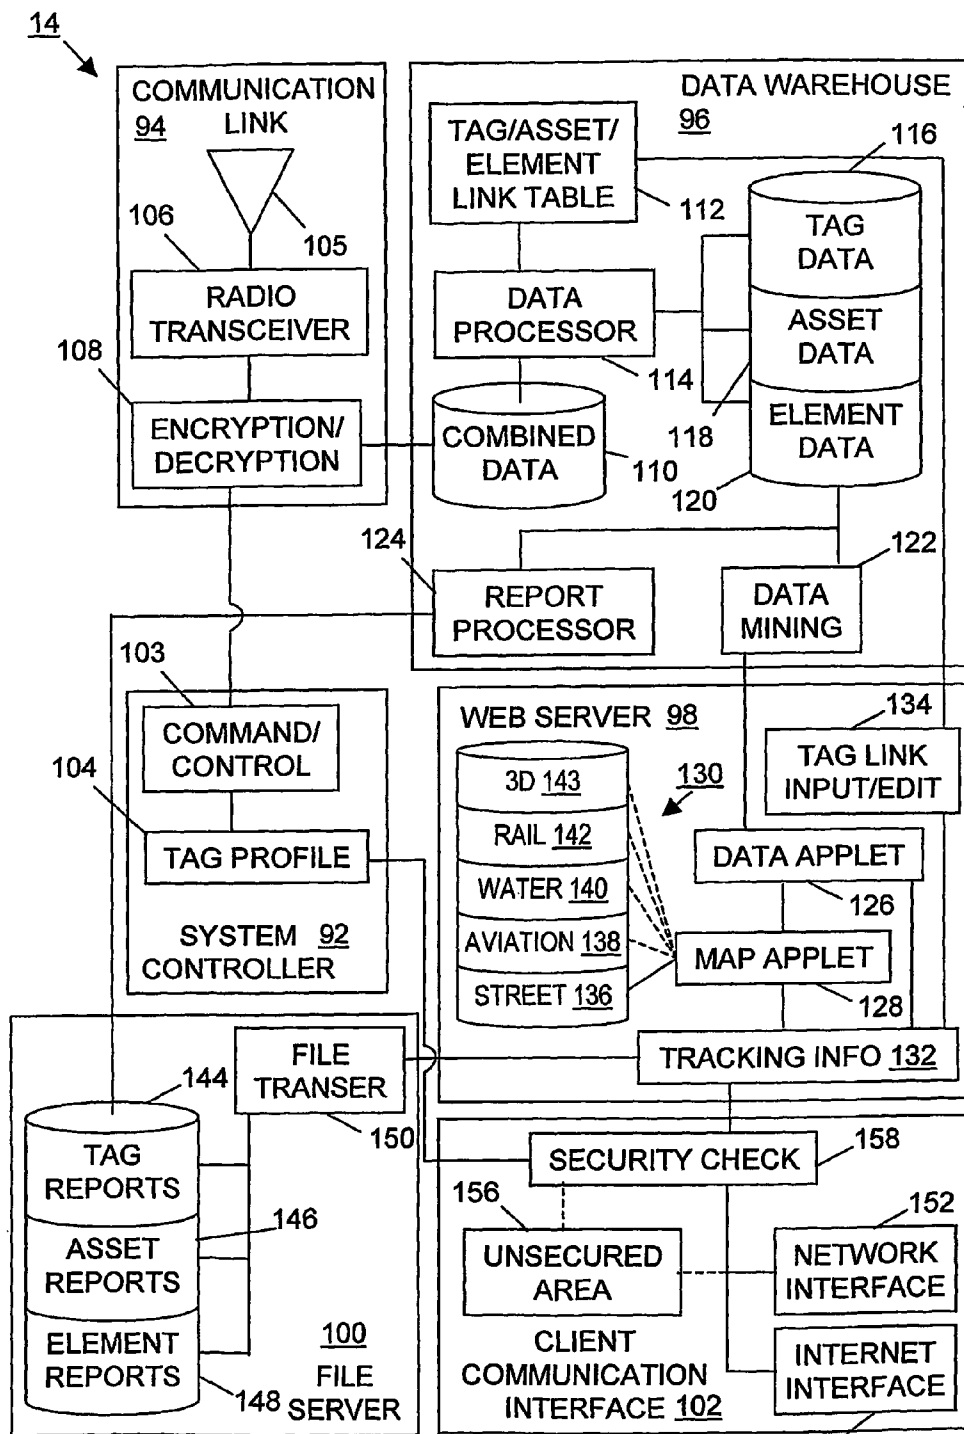 14
COMMUNICATION
94 LINK
106
105
RADIO
TRANSCEIVER
108
ENCRYPTION/
DECRYPTION
DATA WAREHOUSE
96
TAG/ASSET/
ELEMENT
LINK TABLE
112
116
TAG
DATA
ASSET
DATA
ELEMENT
DATA
DATA
PROCESSOR
114
118
120
COMBINED
DATA
110
124
REPORT
PROCESSOR
122
DATA
MINING
103
COMMAND/
CONTROL
104
TAG PROFILE
SYSTEM 92
CONTROLLER
WEB SERVER 98
130
3D 143
RAIL 142
WATER 140
AVIATION 138
STREET 136
134
TAG LINK
INPUT/EDIT
DATA APPLET
126
MAP APPLET
128
TRACKING INFO 132
144
FILE
TRANSER
150
TAG
REPORTS
146
ASSET
REPORTS
ELEMENT
REPORTS
148
100
FILE
SERVER
SECURITY CHECK
158
156
UNSECURED
AREA
152
NETWORK
INTERFACE
INTERNET
INTERFACE
CLIENT
COMMUNICATION
INTERFACE 102